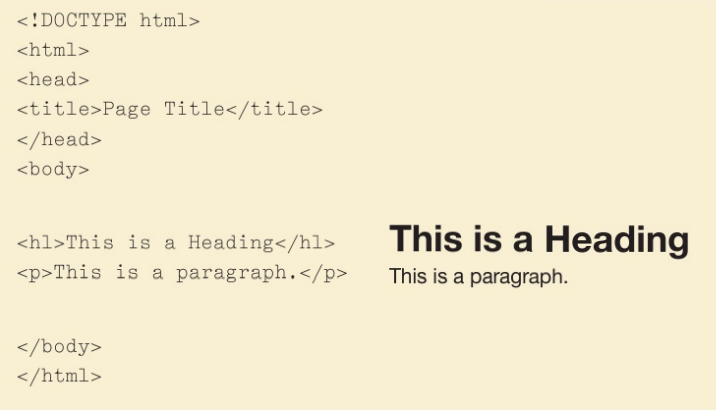 <!DOCTYPE html>
<html>
<head>
<title>Page Title</title>
</head>
<body>
<hl>This is a Heading</hl>
<p>This is a paragraph.</p>
</body>
</html>
This is a Heading
This is a paragraph.